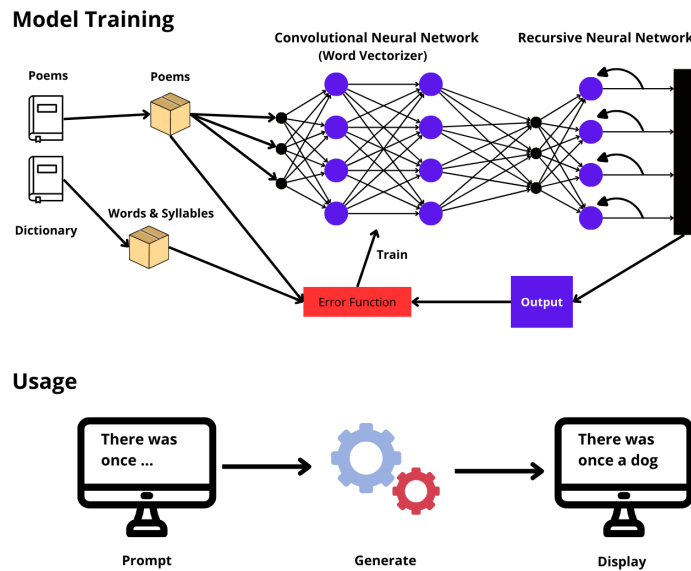 Model Training
Convolutional Neural Network
(Word Vectorizer)
Recursive Neural Network
Poems
Poems
Words & Syllables
Dictionary
Train
Error Function
Output
Usage
There was
once ...
There was
once a dog
Prompt
Generate
Display